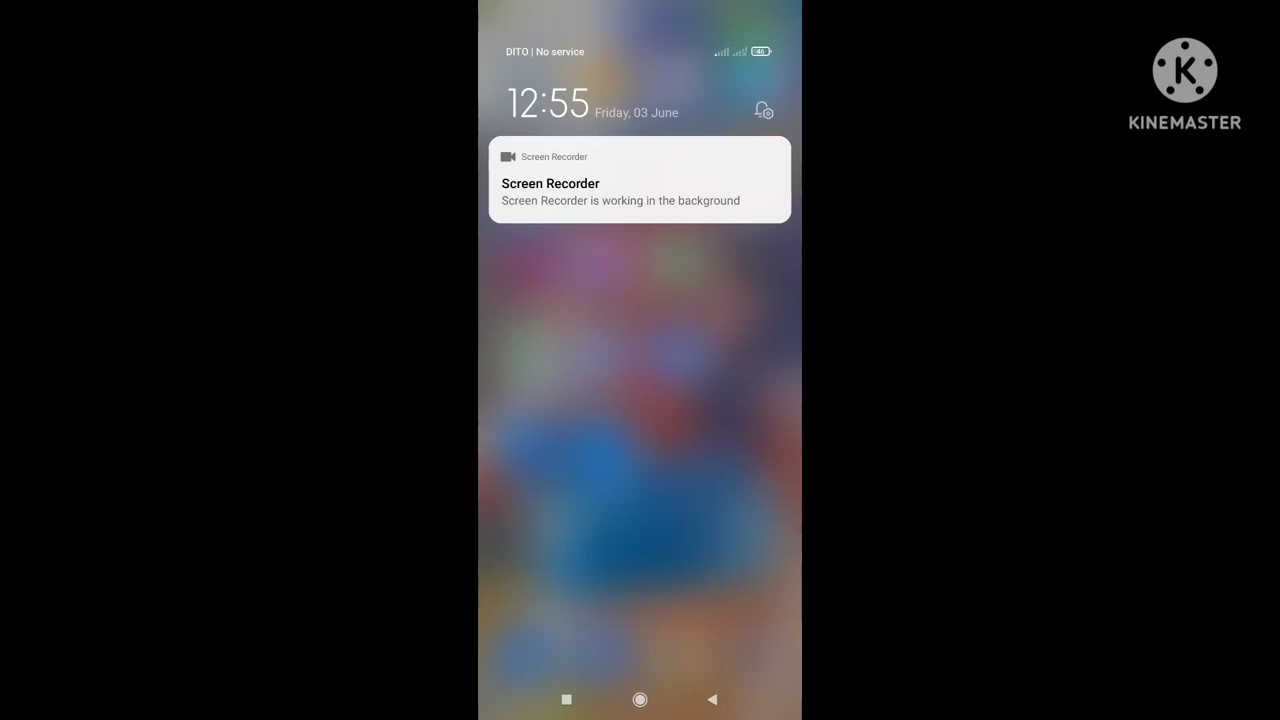 DITO | No service
46
12:55 Friday, 03 June
Screen Recorder
Screen Recorder
Screen Recorder is working in the background
K
KINEMASTER